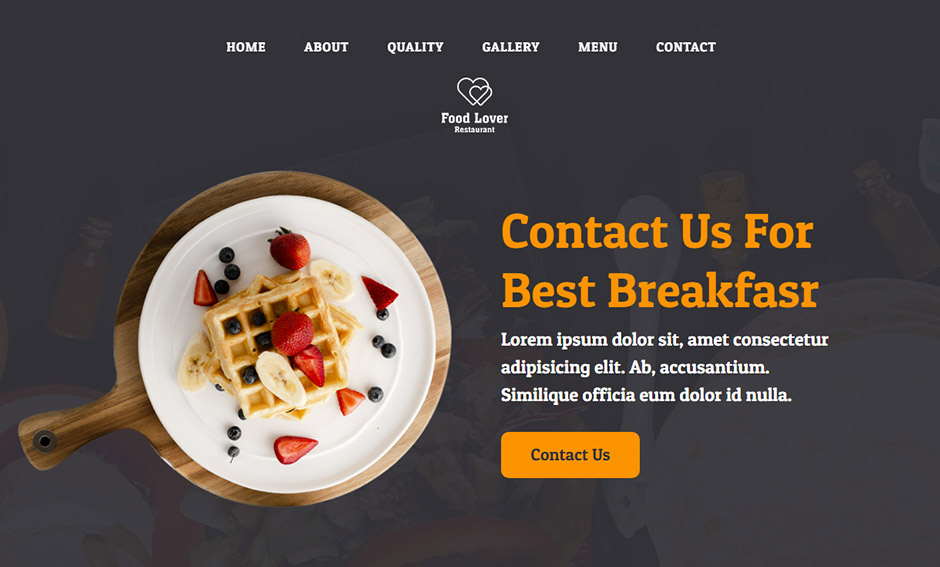 HOME ABOUT QUALITY GALLERY MENU CONTACT
Food Lover
Restaurant
Contact Us For
Best Breakfasr
Lorem ipsum dolor sit, amet consectetur
adipisicing elit. Ab, accusantium.
Similique officia eum dolor id nulla.
Contact Us